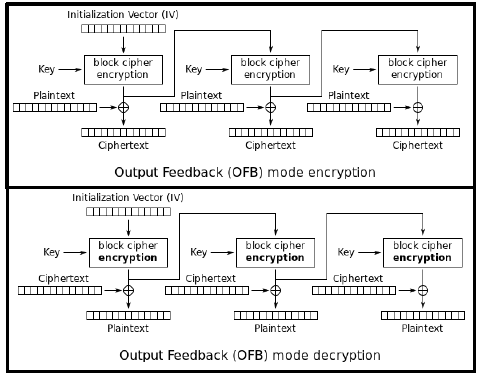 Initialization Vector (IV)
Key
block cipher
encryption
Key
block cipher
encryption
Key
block cipher
encryption
Plaintext
Plaintext
Plaintext
Ciphertext
Ciphertext
Ciphertext
Output Feedback (OFB) mode encryption
Initialization Vector (IV)
Key
block cipher
encryption
Key
block cipher
encryption
Key
block cipher
encryption
Ciphertext
Ciphertext
Ciphertext
Plaintext
Plaintext
Plaintext
Output Feedback (OFB) mode decryption